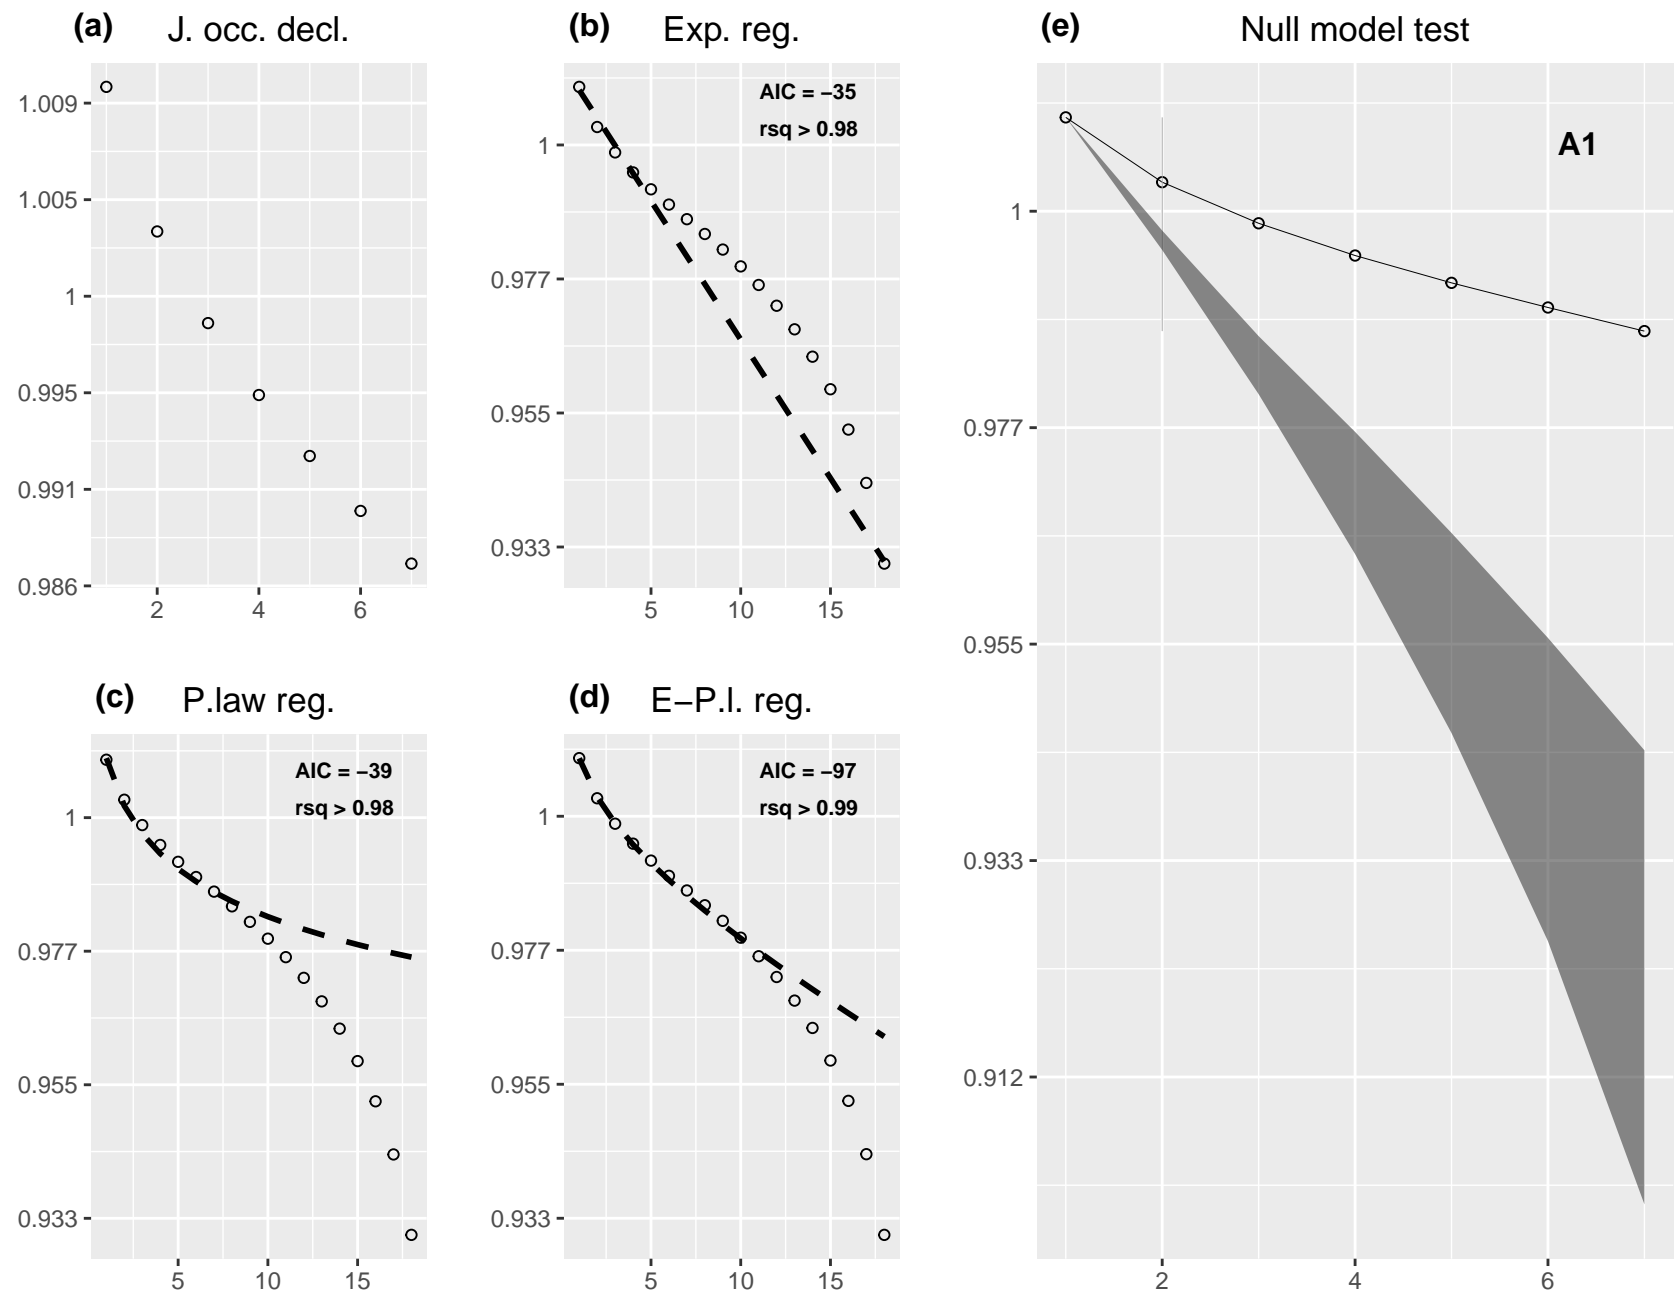 (a) J. occ. decl.
1.009
1.005
1
0.995
0.991
0.986
2 4 6
(b) Exp. reg.
AIC = −35
rsq > 0.98
1
0.977
0.955
0.933
5 10 15
(c) P.law reg.
AIC = −39
rsq > 0.98
1
0.977
0.955
0.933
5 10 15
(d) E−P.l. reg.
AIC = −97
rsq > 0.99
1
0.977
0.955
0.933
5 10 15
(e) Null model test
A1
1
0.977
0.955
0.933
0.912
2 4 6